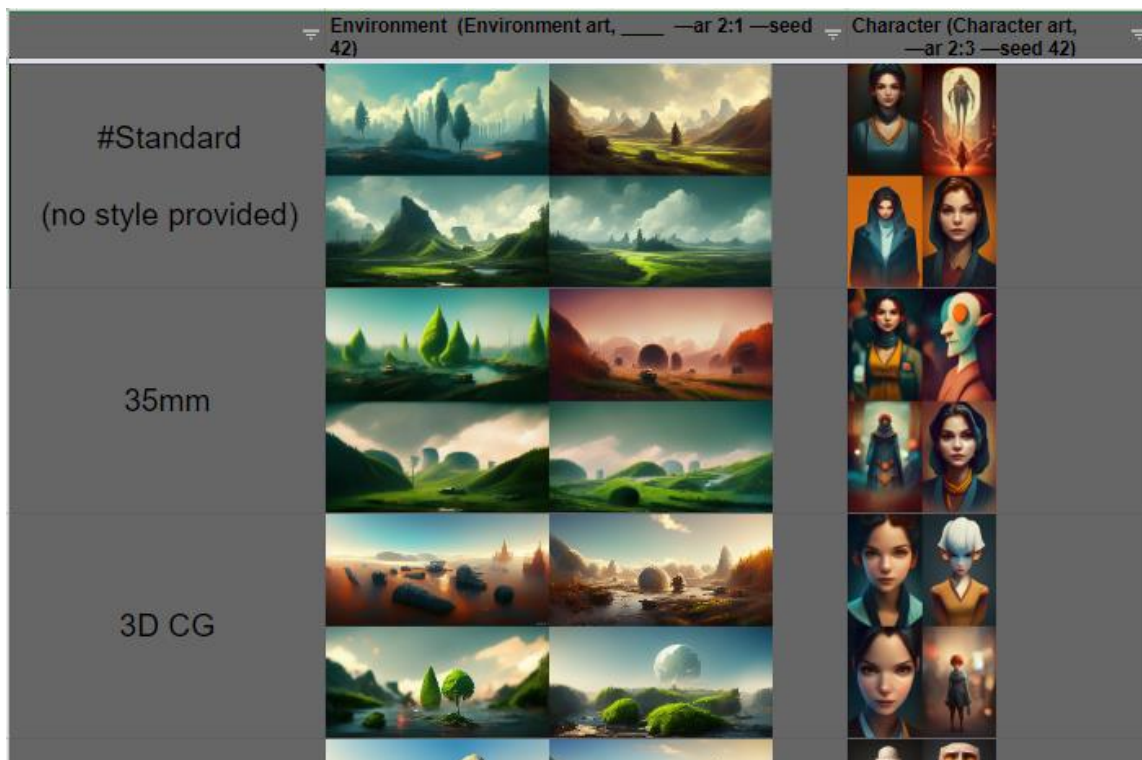 Environment  (Environment art, ____  —ar 2:1 —seed
42)
Character (Character art,
—ar 2:3 —seed 42)
#Standard
(no style provided)
35mm
3D CG